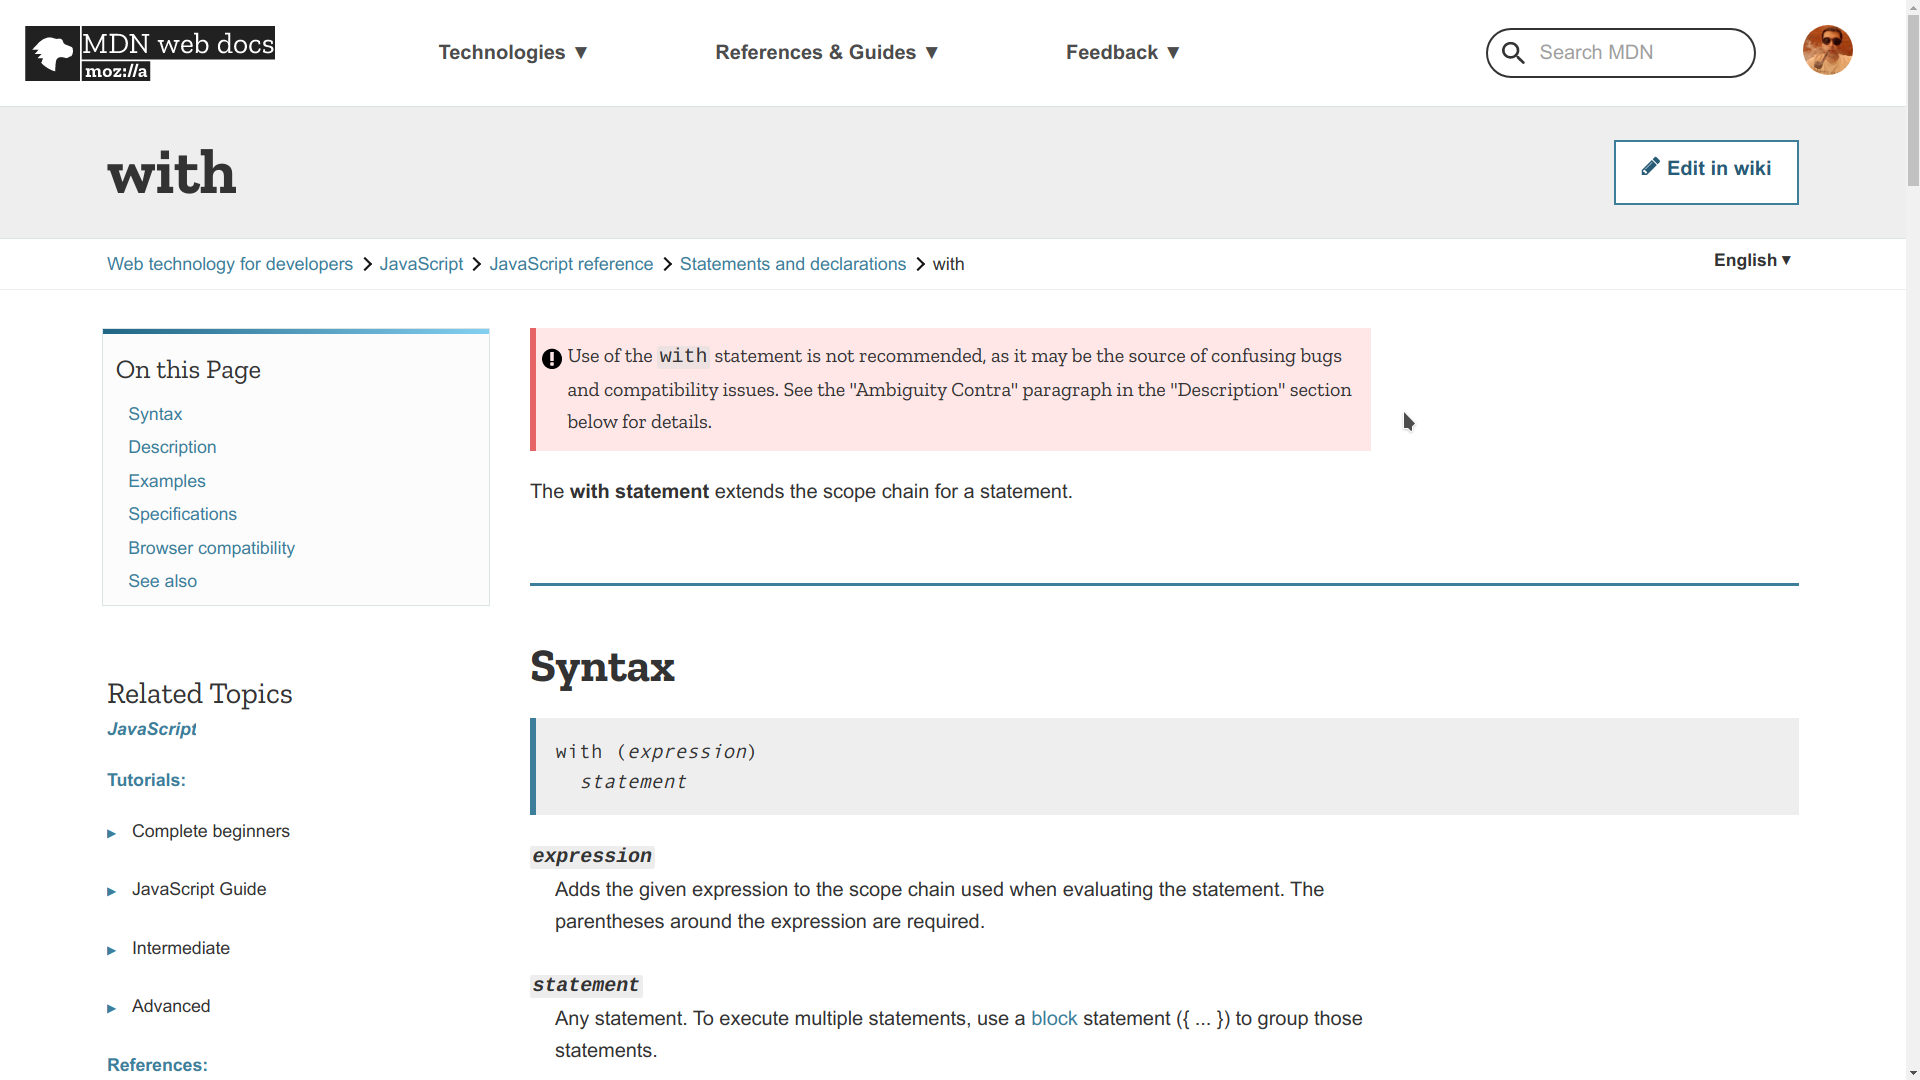 MDN web docs
moz://a
Technologies ▼
References & Guides ▼
Feedback ▼
Search MDN
with
Edit in wiki
Web technology for developers > JavaScript > JavaScript reference > Statements and declarations > with
English ▼
On this Page
Syntax
Description
Examples
Specifications
Browser compatibility
See also
Related Topics
JavaScript
Tutorials:
▶ Complete beginners
▶ JavaScript Guide
▶ Intermediate
▶ Advanced
References:
Use of the with statement is not recommended, as it may be the source of confusing bugs
and compatibility issues. See the "Ambiguity Contra" paragraph in the "Description" section
below for details.
The with statement extends the scope chain for a statement.
Syntax
with (expression)
statement
expression
Adds the given expression to the scope chain used when evaluating the statement. The
parentheses around the expression are required.
statement
Any statement. To execute multiple statements, use a block statement ({ ... }) to group those
statements.